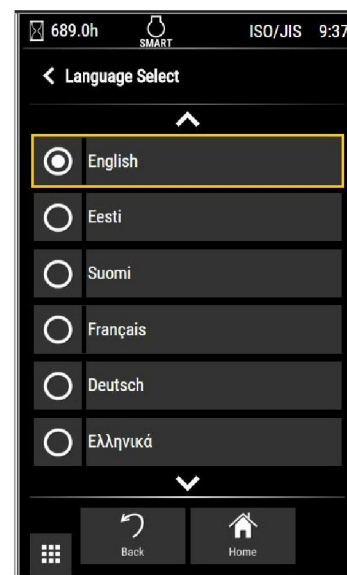 689.0h SMART ISO/JIS 9:37
Language Select
English
Eesti
Suomi
Français
Deutsch
Ελληνικά
Back Home